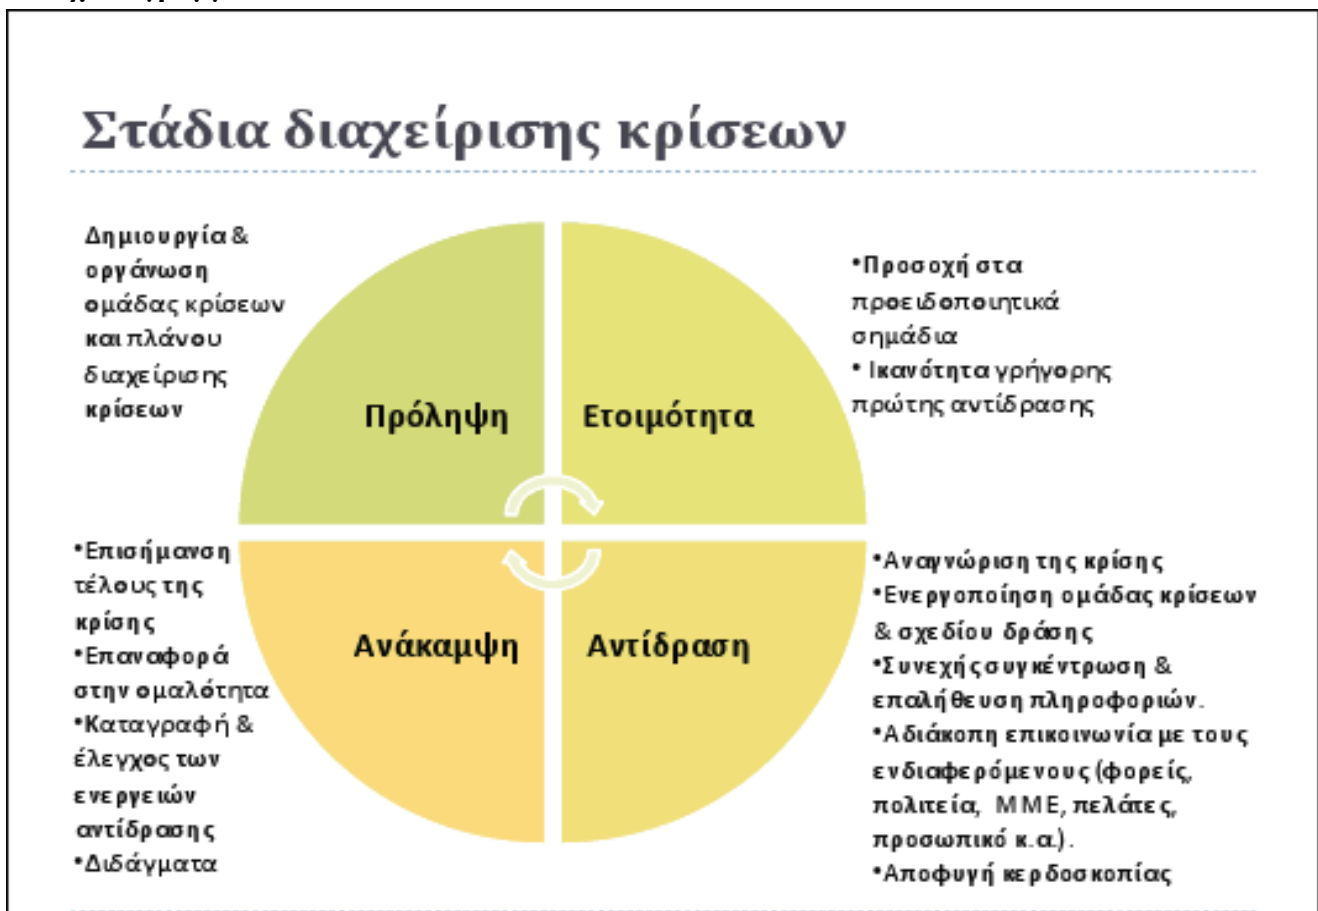 Στάδια διαχείρισης κρίσεων
Δημιουργία &
οργάνωση
ομάδας κρίσεων
και πλάνου
διαχείρισης
κρίσεων
Πρόληψη
Ετοιμότητα
•Προσοχή στα
προειδοποιητικά
σημάδια
• Ικανότητα γρήγορης
πρώτης αντίδρασης
•Επισήμανση
τέλους της
κρίσης
•Επαναφορά
στην ομαλότητα
•Καταγραφή &
έλεγχος των
ενεργειών
αντίδρασης
•Διδάγματα
Ανάκαμψη
Αντίδραση
•Αναγνώριση της κρίσης
•Ενεργοποίηση ομάδας κρίσεων
& σχεδίου δράσης
•Συνεχής συγκέντρωση &
επαλήθευση πληροφοριών.
•Αδιάκοπη επικοινωνία με τους
ενδιαφερόμενους (φορείς,
πολιτεία, ΜΜΕ, πελάτες,
προσωπικό κ.α.).
•Αποφυγή κερδοσκοπίας